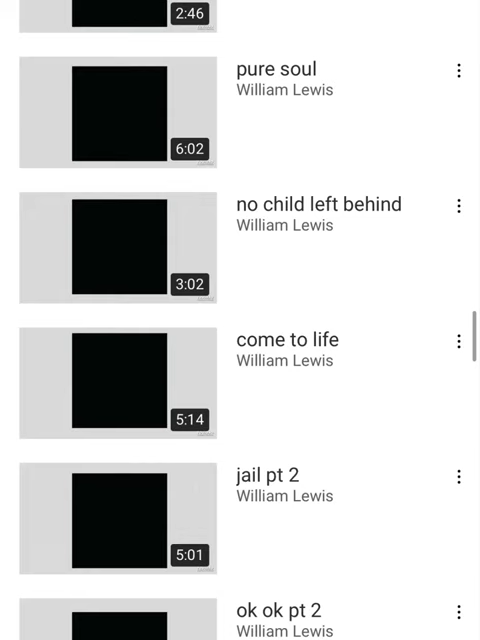 2:46
pure soul
William Lewis
6:02
no child left behind
William Lewis
3:02
come to life
William Lewis
5:14
jail pt 2
William Lewis
5:01
ok ok pt 2
William Lewis